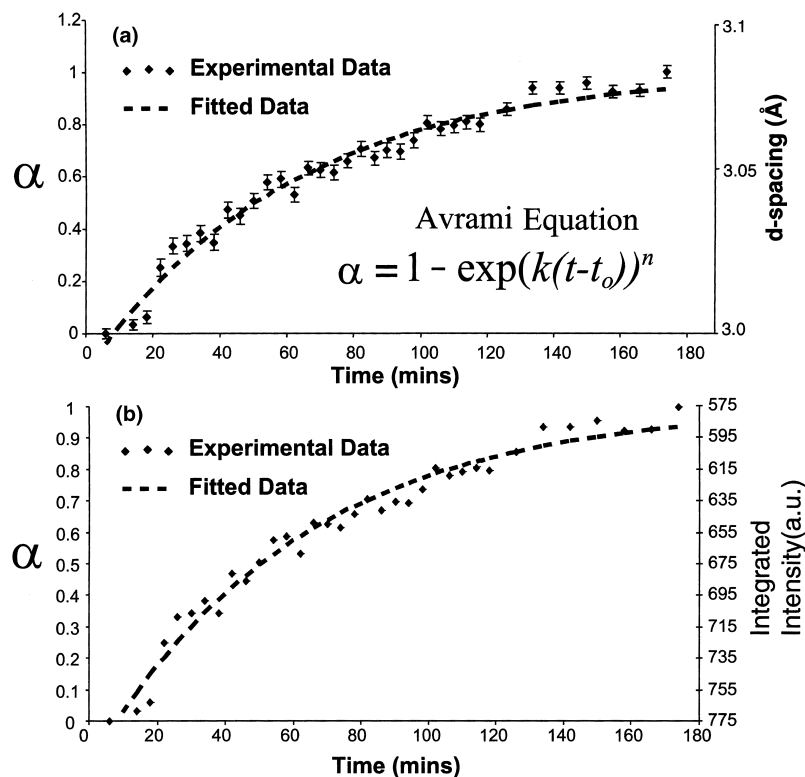 (a)
Experimental Data
Fitted Data
α
1.2
1
0.8
0.6
0.4
0.2
0
3.1
3.05
3.0
d-spacing (Å)
Avrami Equation
α = 1 - exp(k(t-tₒ))ⁿ
0 20 40 60 80 100 120 140 160 180
Time (mins)
(b)
Experimental Data
Fitted Data
α
1
0.9
0.8
0.7
0.6
0.5
0.4
0.3
0.2
0.1
0
575
595
615
635
655
675
695
715
735
755
775
Integrated
Intensity(a.u.)
0 20 40 60 80 100 120 140 160 180
Time (mins)